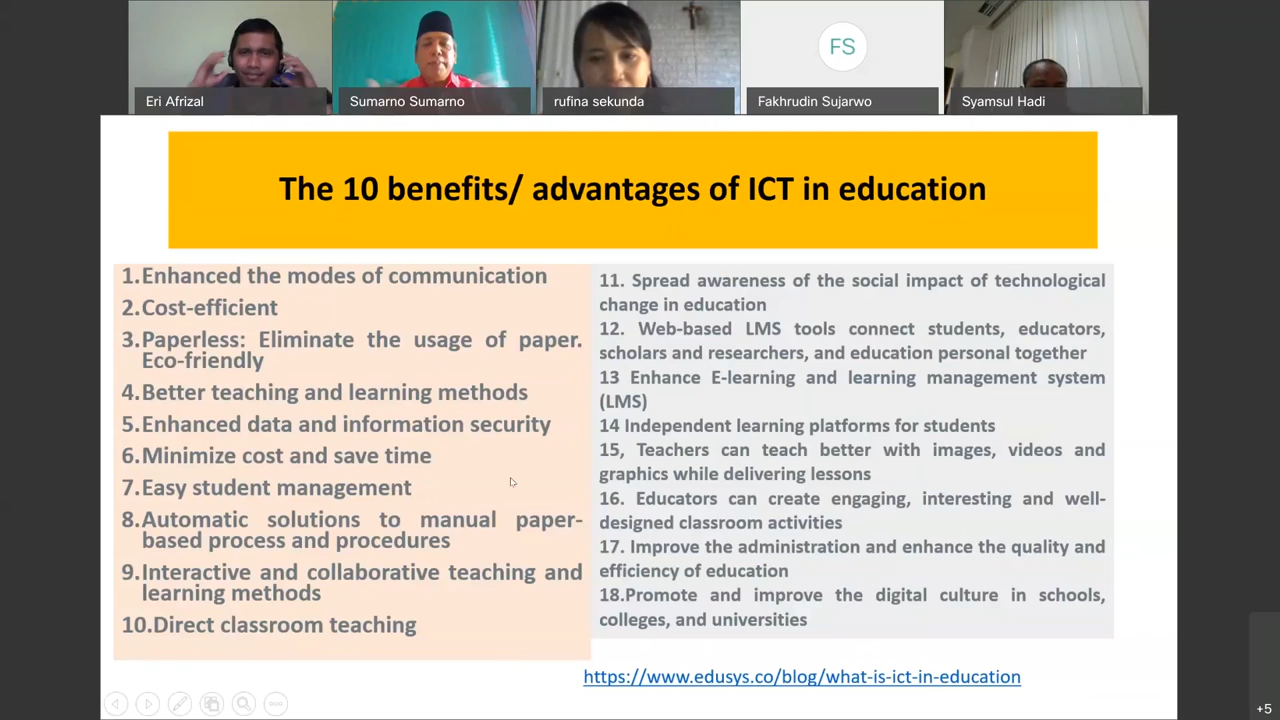 FS
Eri Afrizal
Sumarno Sumarno
rufina sekunda
Fakhrudin Sujarwo
Syamsul Hadi
The 10 benefits/ advantages of ICT in education
1.Enhanced the modes of communication
2.Cost-efficient
3.Paperless: Eliminate the usage of paper.
Eco-friendly
4.Better teaching and learning methods
5.Enhanced data and information security
6.Minimize cost and save time
7.Easy student management
8.Automatic solutions to manual paper-
based process and procedures
9.Interactive and collaborative teaching and
learning methods
10.Direct classroom teaching
11. Spread awareness of the social impact of technological
change in education
12. Web-based LMS tools connect students, educators,
scholars and researchers, and education personal together
13 Enhance E-learning and learning management system
(LMS)
14 Independent learning platforms for students
15, Teachers can teach better with images, videos and
graphics while delivering lessons
16. Educators can create engaging, interesting and well-
designed classroom activities
17. Improve the administration and enhance the quality and
efficiency of education
18.Promote and improve the digital culture in schools,
colleges, and universities
https://www.edusys.co/blog/what-is-ict-in-education
+5